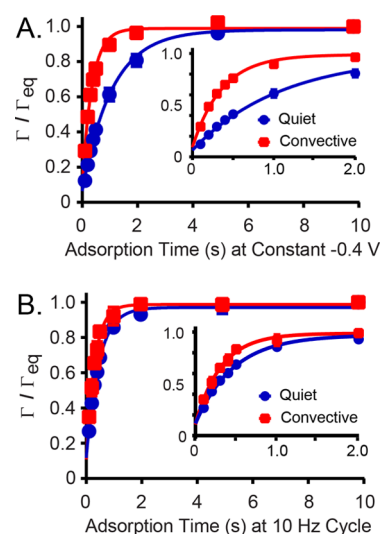 A.
Γ / Γeq
1.0
0.8
0.6
0.4
0.2
0
0 2 4 6 8 10
Adsorption Time (s) at Constant -0.4 V
1.0
0.5
0
0.0 1.0 2.0
Quiet
Convective
B.
Γ / Γeq
1.0
0.8
0.6
0.4
0.2
0
0 2 4 6 8 10
Adsorption Time (s) at 10 Hz Cycle
1.0
0.5
0
0.0 1.0 2.0
Quiet
Convective